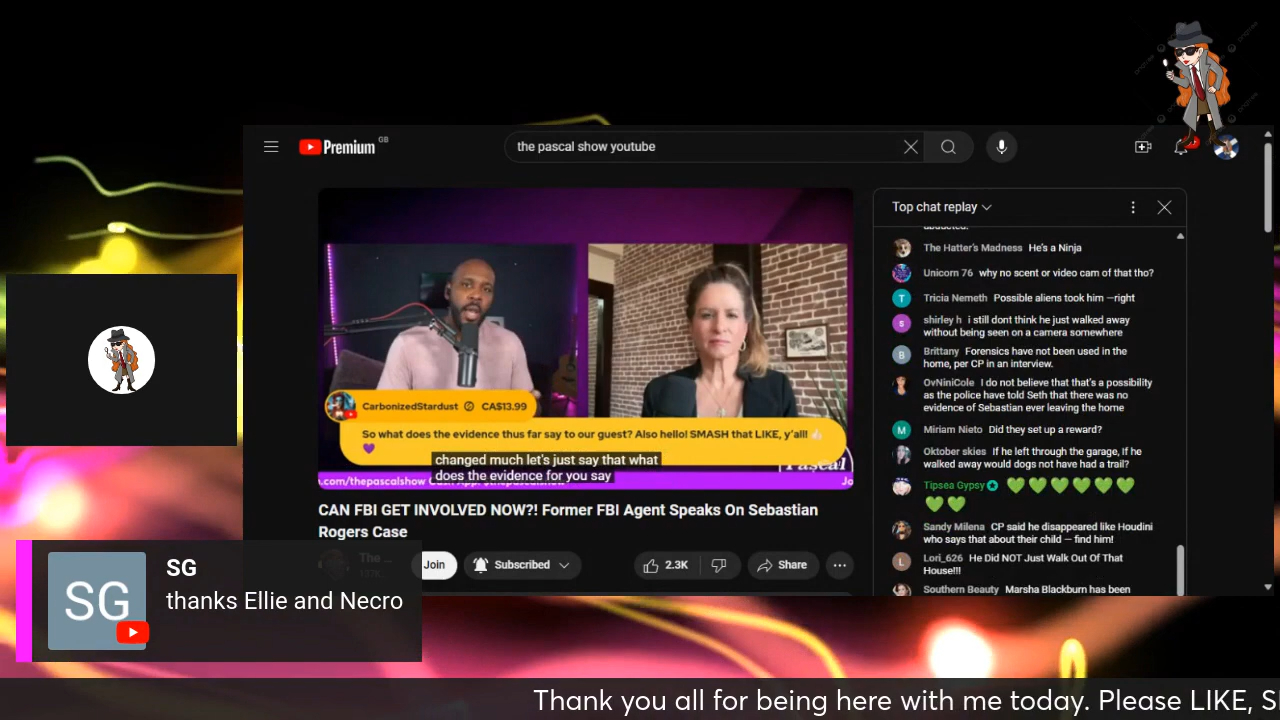 Premium GB
the pascal show youtube
Top chat replay
The Hatter's Madness He's a Ninja
Unicorn 76 why no scent or video cam of that tho?
T
Tricia Nemeth Possible aliens took him —right
S
shirley h i still dont think he just walked away
without being seen on a camera somewhere
B
Brittany Forensics have not been used in the
home, per CP in an interview.
OvNiniCole I do not believe that that's a possibility
as the police have told Seth that there was no
evidence of Sebastian ever leaving the home
M
Miriam Nieto Did they set up a reward?
Oktober skies If he left through the garage, If he
walked away would dogs not have had a trail?
Tipsea Gypsy
Sandy Milena CP said he disappeared like Houdini
who says that about their child — find him!
L
Lori_626 He Did NOT Just Walk Out Of That
House!!!
Southern Beauty Marsha Blackburn has been
CarbonizedStardust CA$13.99
So what does the evidence thus far say to our guest? Also hello! SMASH that LIKE, y'all!
changed much let's just say that what
does the evidence for you say
Pascal
.com/thepascalshow
Jo
CAN FBI GET INVOLVED NOW?! Former FBI Agent Speaks On Sebastian
Rogers Case
The ...
Join
Subscribed
2.3K
Share
SG
SG
thanks Ellie and Necro
Thank you all for being here with me today. Please LIKE, S